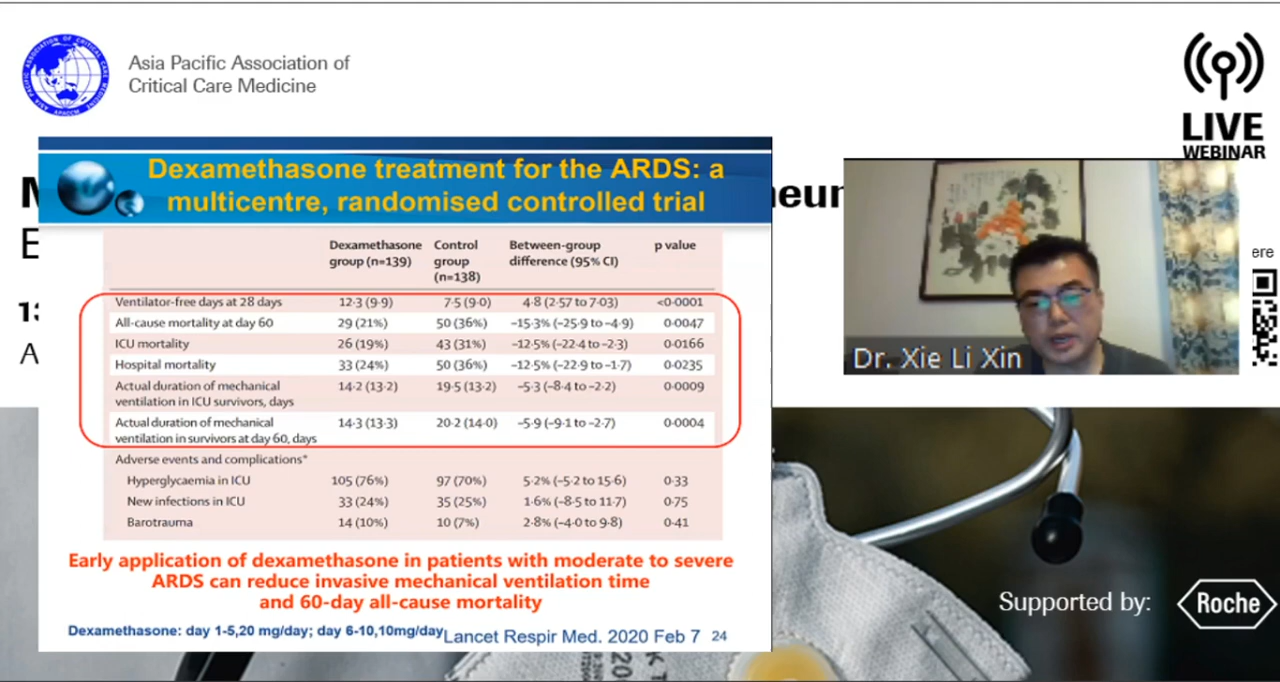 Asia Pacific Association of
Critical Care Medicine
LIVE
WEBINAR
Dexamethasone treatment for the ARDS: a
multicentre, randomised controlled trial
Dexamethasone group (n=139) Control group (n=138) Between-group difference (95% CI) p value
Ventilator-free days at 28 days 12·3 (9·9) 7·5 (9·0) 4·8 (2·57 to 7·03) <0·0001
All-cause mortality at day 60 29 (21%) 50 (36%) –15·3% (–25·9 to –4·9) 0·0047
ICU mortality 26 (19%) 43 (31%) –12·5% (–22·4 to –2·3) 0·0166
Hospital mortality 33 (24%) 50 (36%) –12·5% (–22·9 to –1·7) 0·0235
Actual duration of mechanical ventilation in ICU survivors, days 14·2 (13·2) 19·5 (13·2) –5·3 (–8·4 to –2·2) 0·0009
Actual duration of mechanical ventilation in survivors at day 60, days 14·3 (13·3) 20·2 (14·0) –5·9 (–9·1 to –2·7) 0·0004
Adverse events and complications*
Hyperglycaemia in ICU 105 (76%) 97 (70%) 5·2% (–5·2 to 15·6) 0·33
New infections in ICU 33 (24%) 35 (25%) 1·6% (–8·5 to 11·7) 0·75
Barotrauma 14 (10%) 10 (7%) 2·8% (–4·0 to 9·8) 0·41
Early application of dexamethasone in patients with moderate to severe
ARDS can reduce invasive mechanical ventilation time
and 60-day all-cause mortality
Dexamethasone: day 1-5,20 mg/day; day 6-10,10mg/day Lancet Respir Med. 2020 Feb 7 24
Dr. Xie Li Xin
Supported by:
Roche